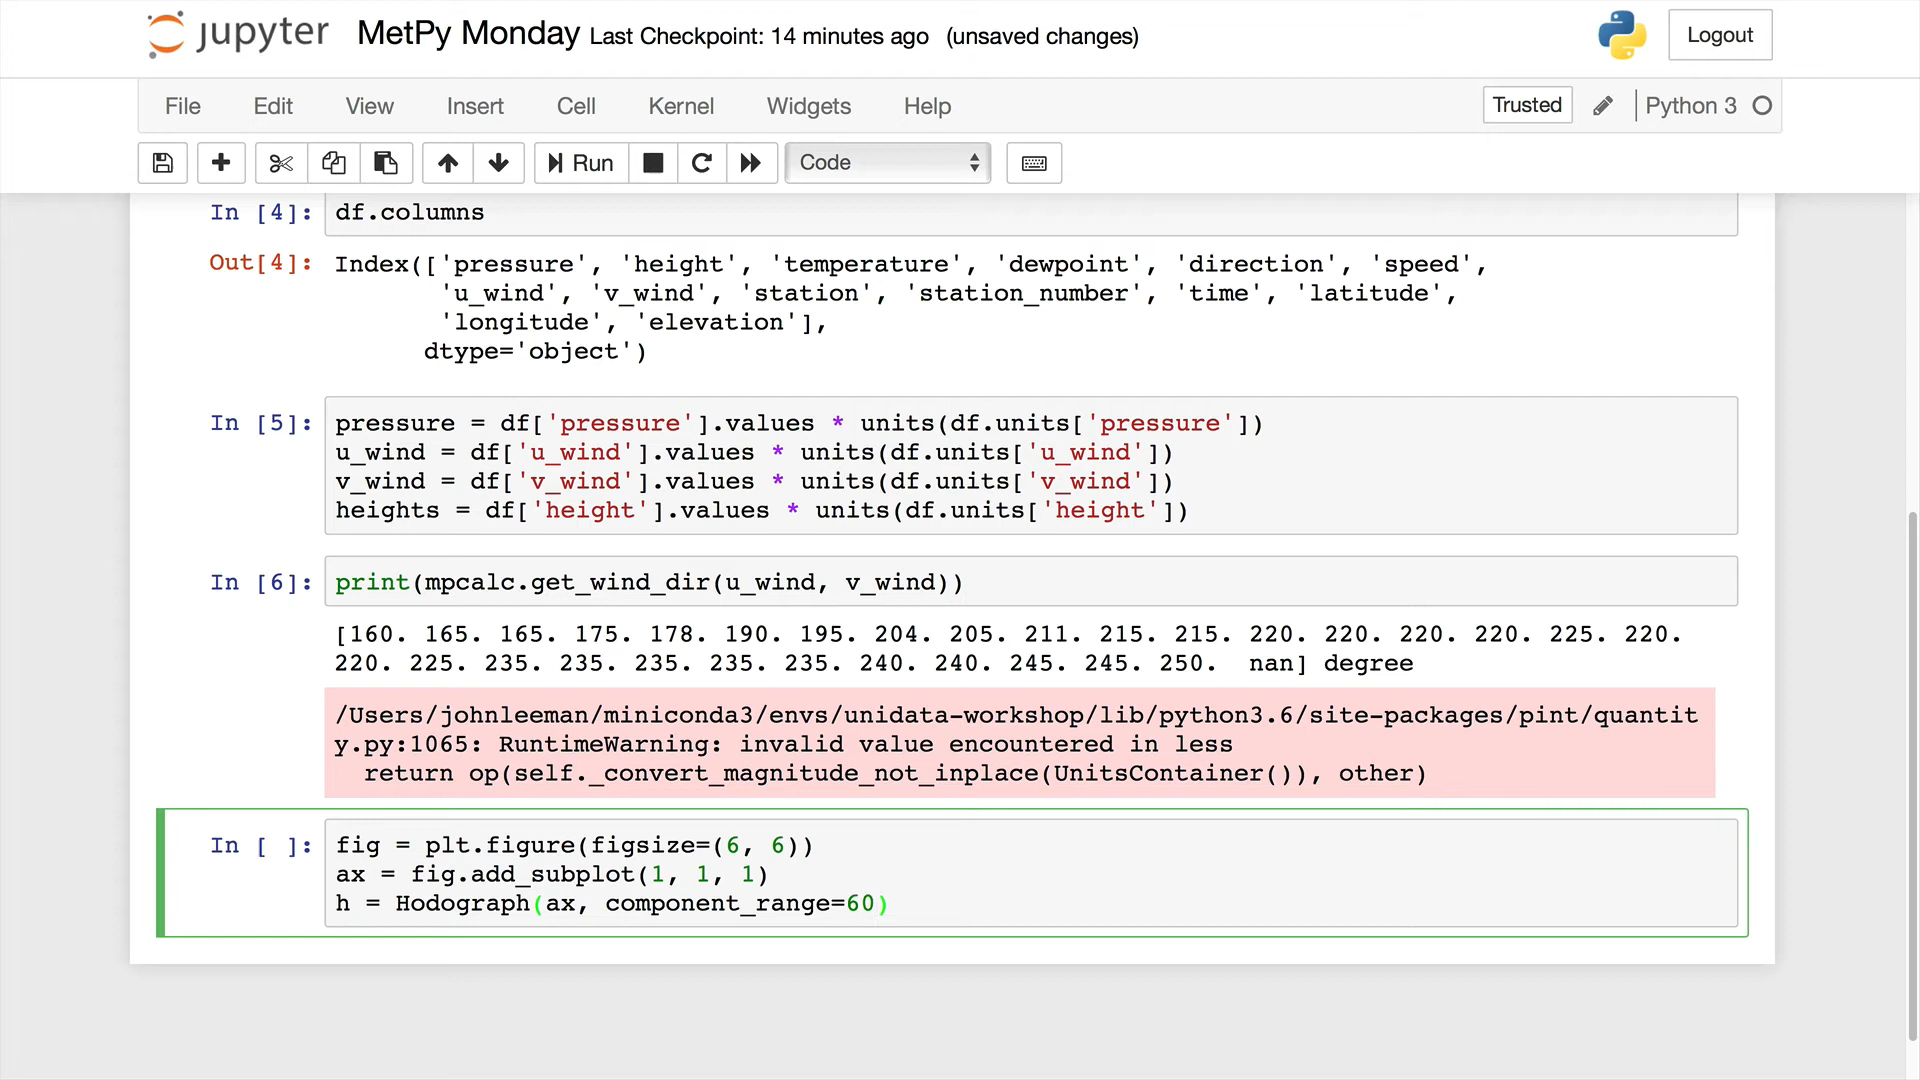 jupyter MetPy Monday Last Checkpoint: 14 minutes ago (unsaved changes) Logout
File Edit View Insert Cell Kernel Widgets Help Trusted Python 3
Run Code
In [4]: df.columns
Out[4]: Index(['pressure', 'height', 'temperature', 'dewpoint', 'direction', 'speed',
'u_wind', 'v_wind', 'station', 'station_number', 'time', 'latitude',
'longitude', 'elevation'],
dtype='object')
In [5]: pressure = df['pressure'].values * units(df.units['pressure'])
u_wind = df['u_wind'].values * units(df.units['u_wind'])
v_wind = df['v_wind'].values * units(df.units['v_wind'])
heights = df['height'].values * units(df.units['height'])
In [6]: print(mpcalc.get_wind_dir(u_wind, v_wind))
[160. 165. 165. 175. 178. 190. 195. 204. 205. 211. 215. 215. 220. 220. 220. 220. 225. 220.
220. 225. 235. 235. 235. 235. 235. 240. 240. 245. 245. 250. nan] degree
/Users/johnleeman/miniconda3/envs/unidata-workshop/lib/python3.6/site-packages/pint/quantit
y.py:1065: RuntimeWarning: invalid value encountered in less
return op(self._convert_magnitude_not_inplace(UnitsContainer()), other)
In [ ]: fig = plt.figure(figsize=(6, 6))
ax = fig.add_subplot(1, 1, 1)
h = Hodograph(ax, component_range=60)